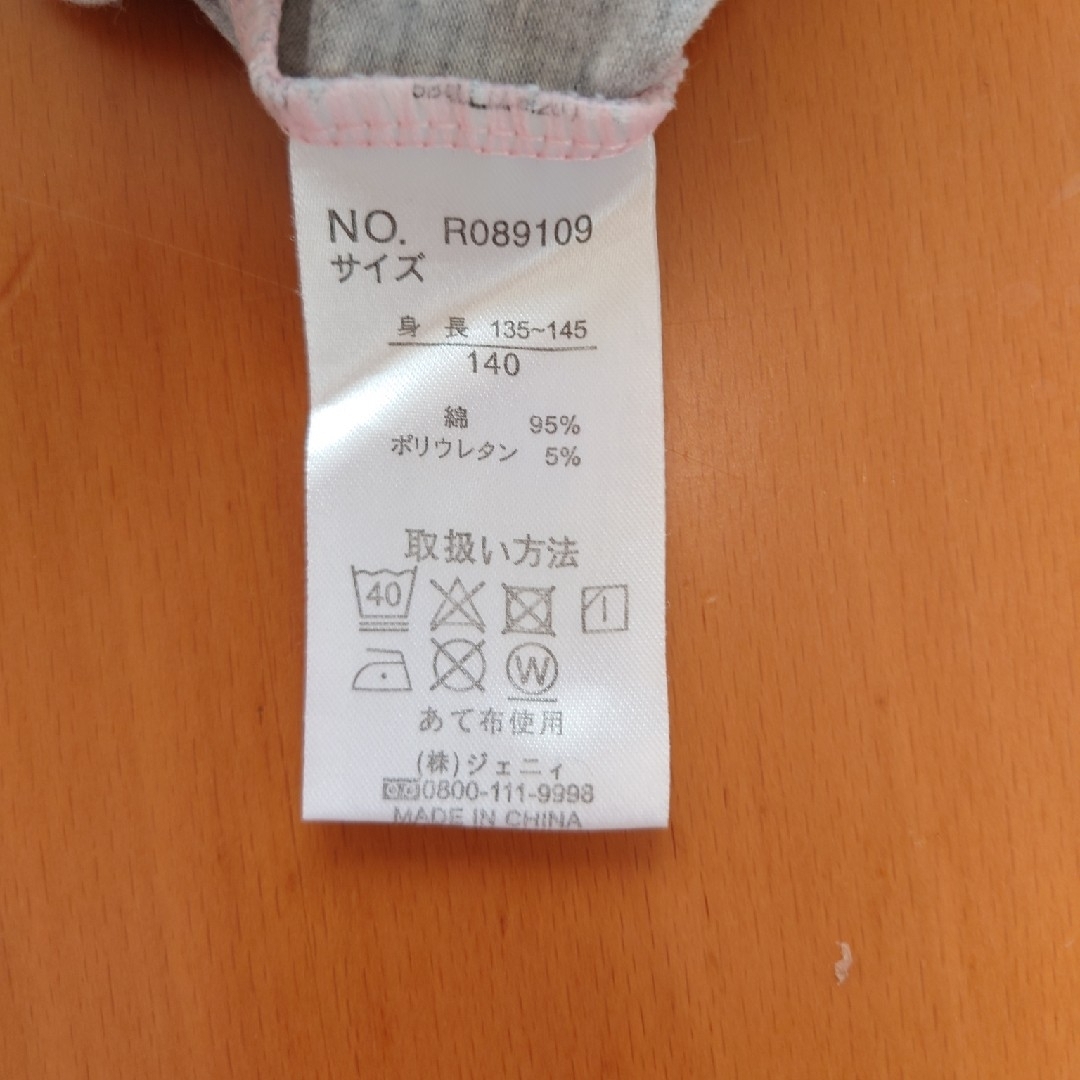 NO. R089109
サイズ
身 長 135~145
140
綿 95%
ポリウレタン 5%
取扱い方法
40
W
あて布使用
(株)ジェニィ
0800-111-9998
MADE IN CHINA